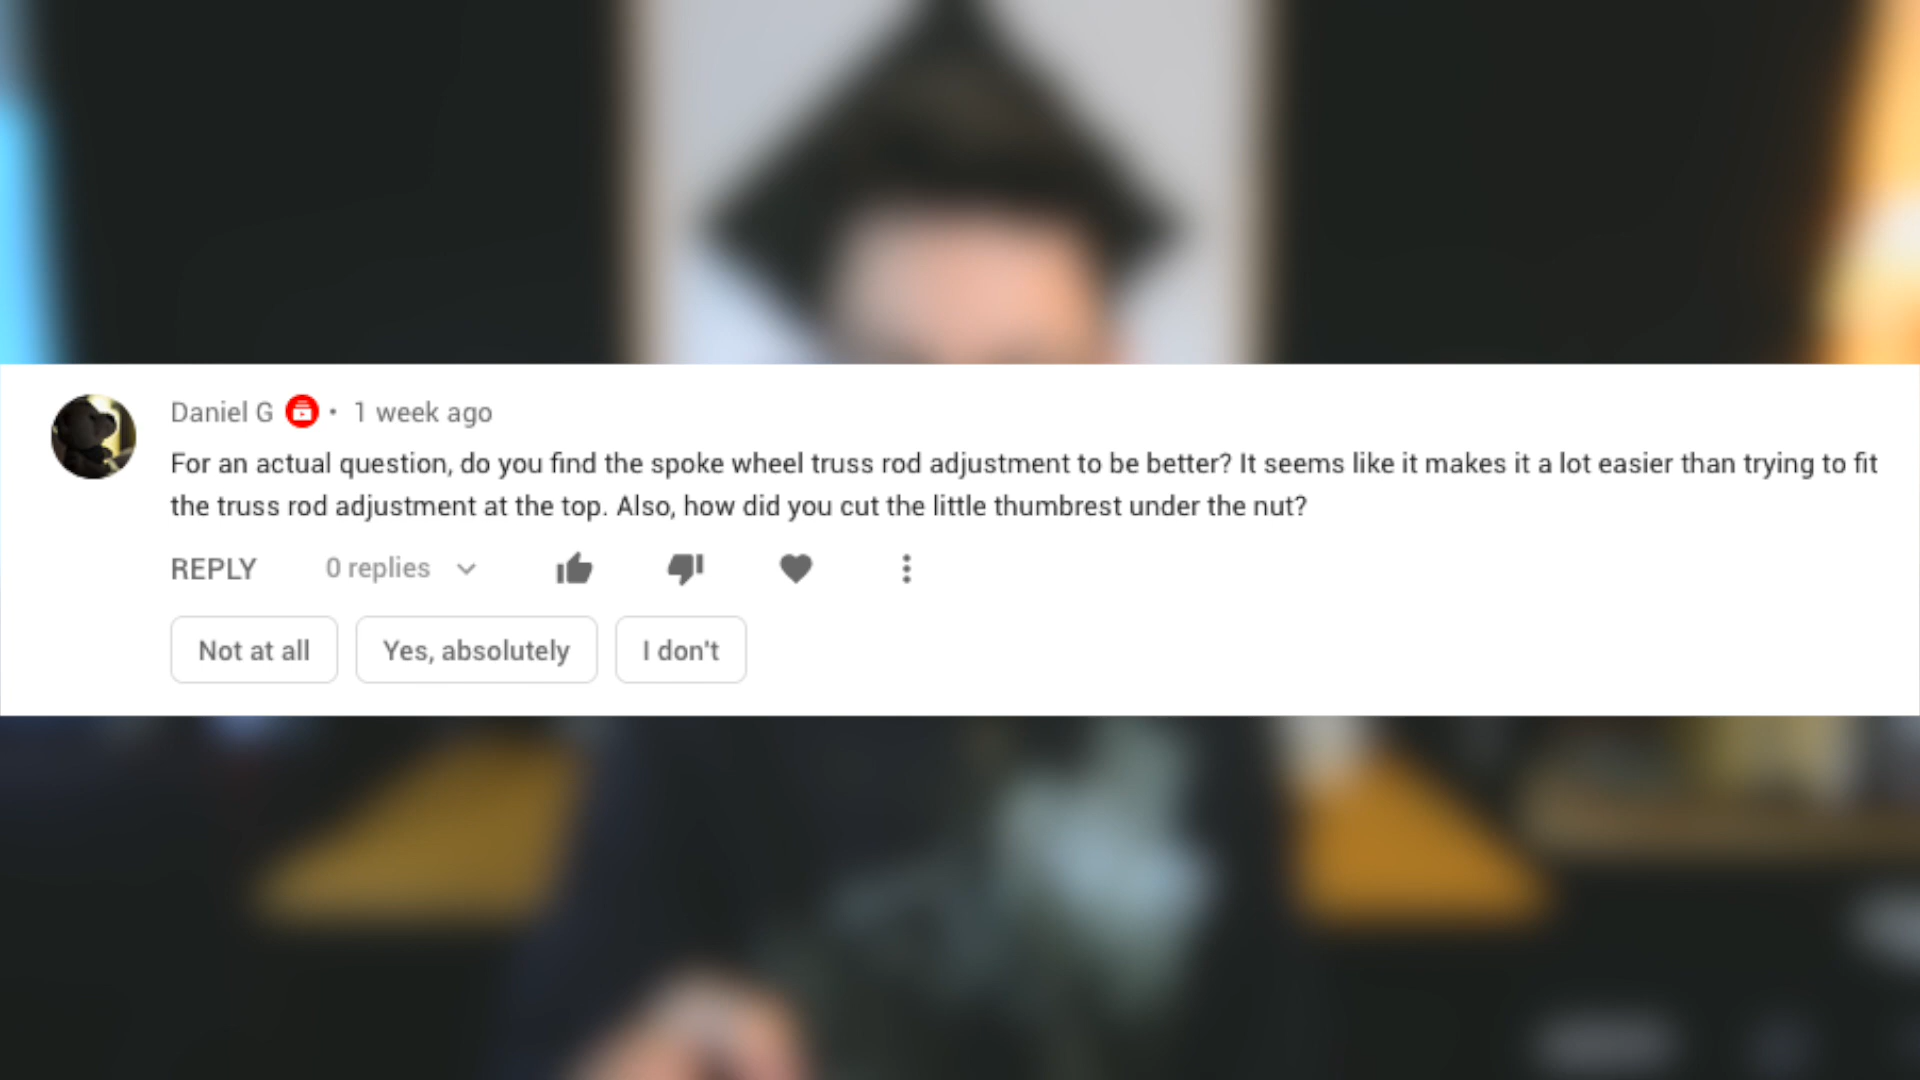 Daniel G • 1 week ago
For an actual question, do you find the spoke wheel truss rod adjustment to be better? It seems like it makes it a lot easier than trying to fit
the truss rod adjustment at the top. Also, how did you cut the little thumbrest under the nut?
REPLY 0 replies
Not at all Yes, absolutely I don't